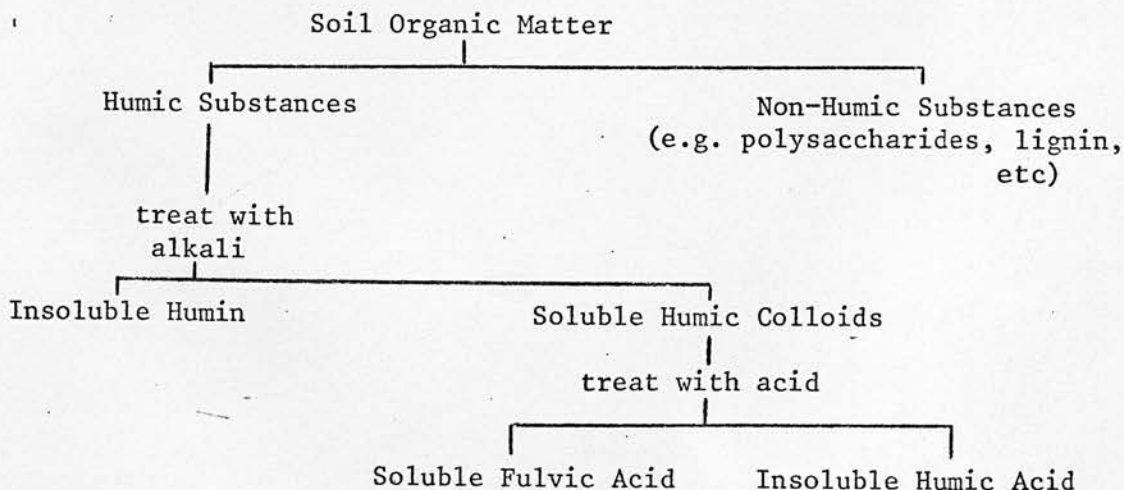 Soil Organic Matter
Humic Substances
Non-Humic Substances
(e.g. polysaccharides, lignin,
etc)
treat with
alkali
Insoluble Humin
Soluble Humic Colloids
treat with acid
Soluble Fulvic Acid
Insoluble Humic Acid